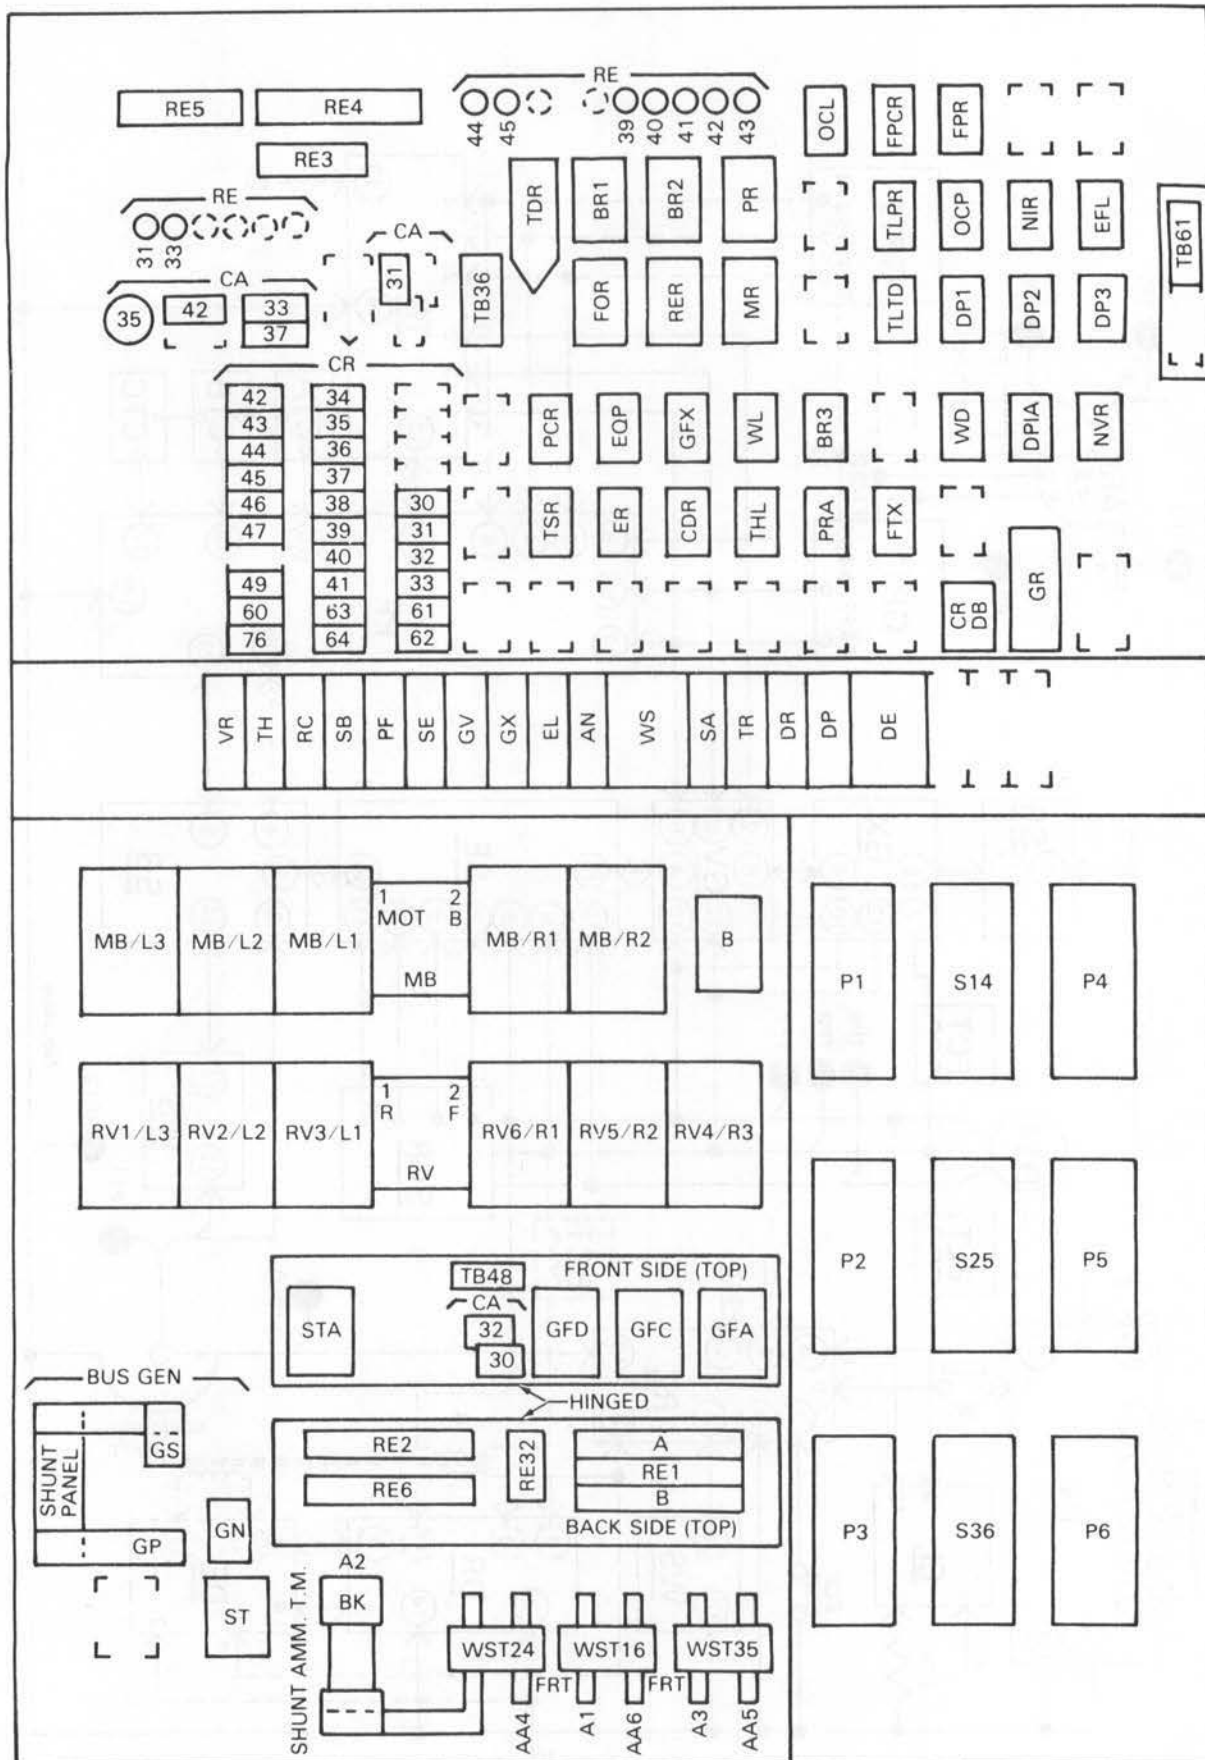 RE
RE5
RE4
44
45
39
40
41
42
43
OCL
FPCR
FPR
RE3
TDR
BR1
BR2
PR
TLPR
OCP
NIR
EFL
TB61
RE
31
33
CA
31
TB36
CA
35
42
33
37
FOR
RER
MR
TLTD
DP1
DP2
DP3
CR
42
43
44
45
46
47
49
60
76
34
35
36
37
38
39
40
41
63
64
30
31
32
33
61
62
PCR
EQP
GFX
WL
BR3
WD
DPIA
NVR
TSR
ER
CDR
THL
PRA
FTX
CR
DB
GR
VR
TH
RC
SB
PF
SE
GV
GX
EL
AN
WS
SA
TR
DR
DP
DE
MB/L3
MB/L2
MB/L1
1
2
MOT
B
MB
MB/R1
MB/R2
B
P1
S14
P4
RV1/L3
RV2/L2
RV3/L1
1
2
R
F
RV
RV6/R1
RV5/R2
RV4/R3
P2
S25
P5
TB48
FRONT SIDE (TOP)
STA
CA
32
30
GFD
GFC
GFA
BUS GEN
HINGED
SHUNT
PANEL
GS
GP
RE2
RE6
RE32
A
RE1
B
BACK SIDE (TOP)
P3
S36
P6
GN
ST
SHUNT AMM. T.M.
A2
BK
WST24
WST16
WST35
FRT
FRT
AA4
A1
AA6
A3
AA5